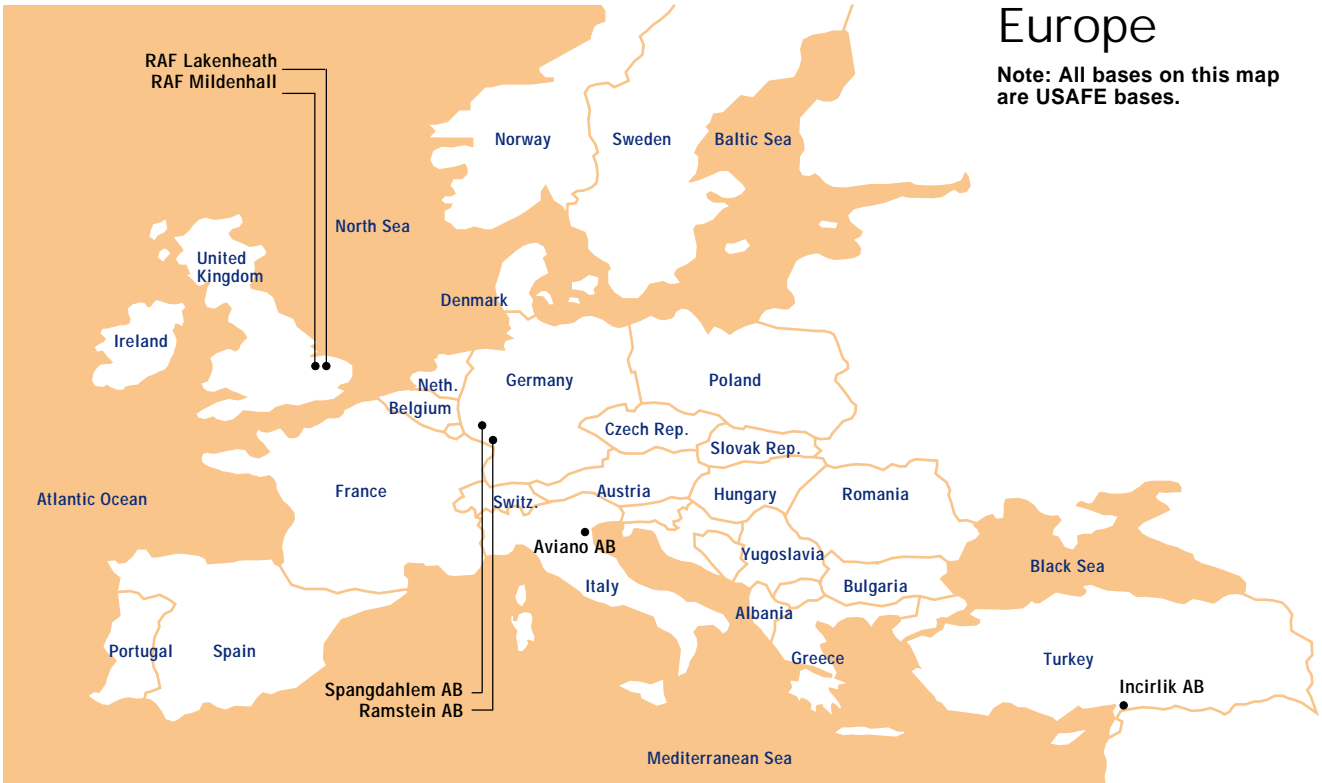 Europe
Note: All bases on this map
are USAFE bases.
RAF Lakenheath
RAF Mildenhall
Norway
Sweden
Baltic Sea
North Sea
United
Kingdom
Denmark
Ireland
Neth.
Germany
Poland
Belgium
Czech Rep.
Slovak Rep.
Atlantic Ocean
France
Switz.
Austria
Hungary
Romania
Aviano AB
Yugoslavia
Black Sea
Italy
Bulgaria
Albania
Portugal
Spain
Greece
Turkey
Spangdahlem AB
Ramstein AB
Incirlik AB
Mediterranean Sea